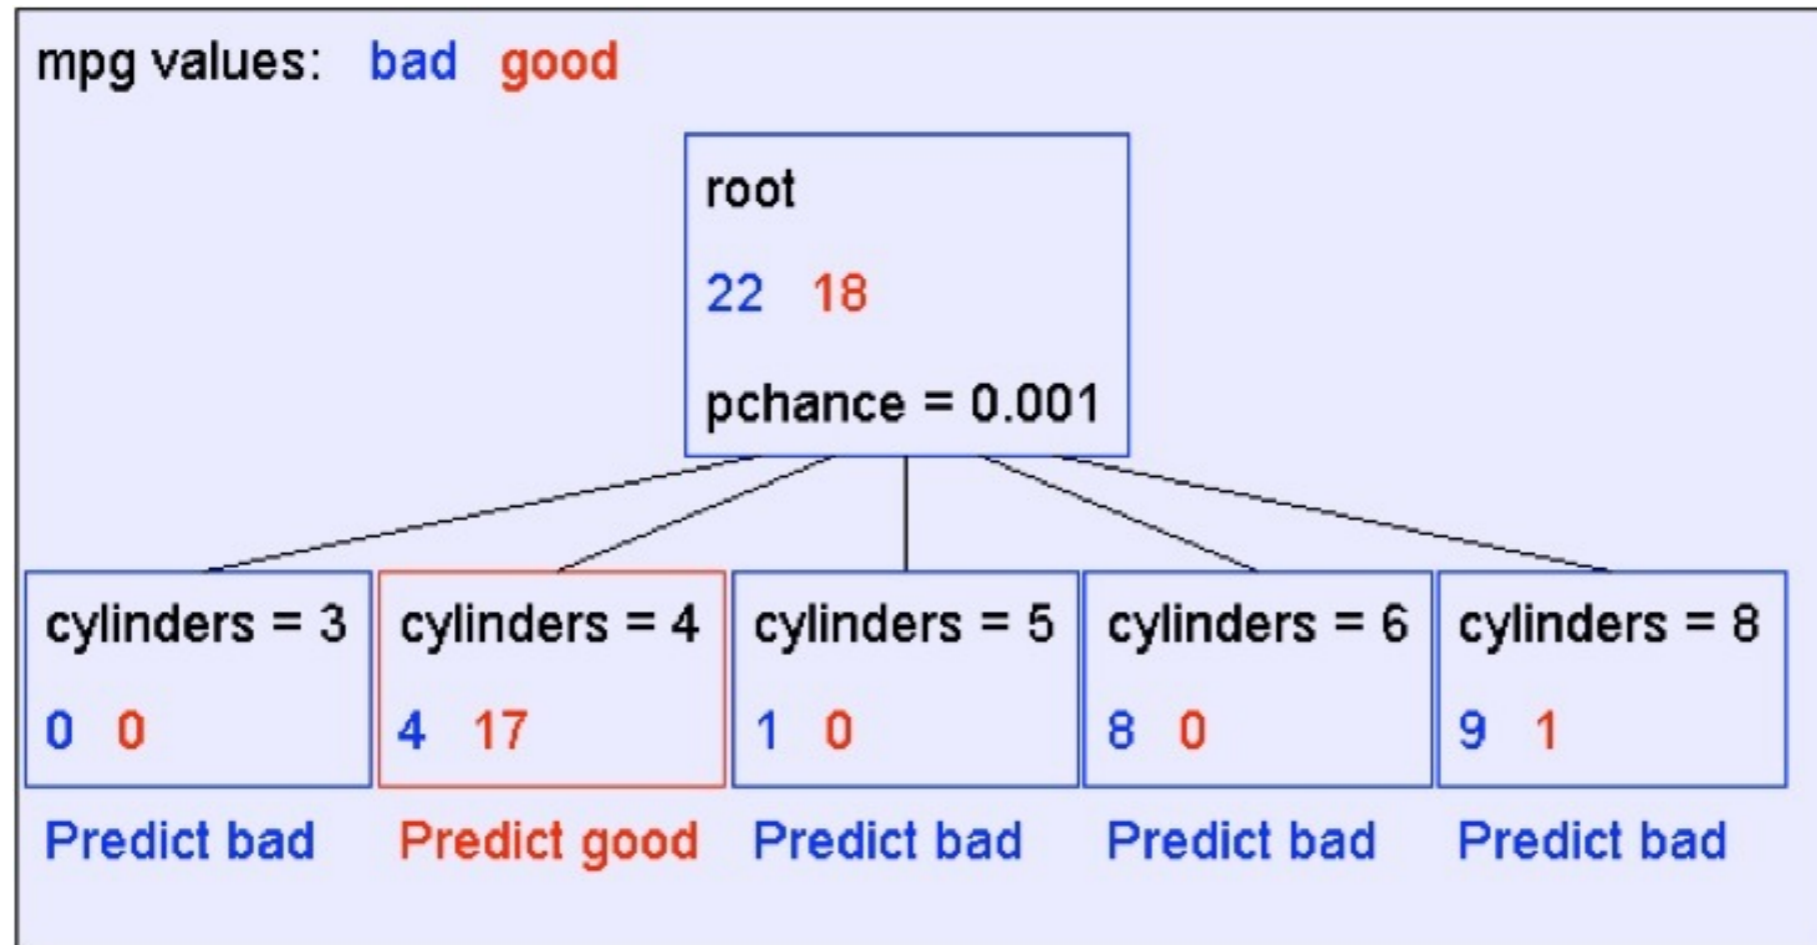 mpg values: bad good
root
22 18
pchance = 0.001
cylinders = 3
0 0
Predict bad
cylinders = 4
4 17
Predict good
cylinders = 5
1 0
Predict bad
cylinders = 6
8 0
Predict bad
cylinders = 8
9 1
Predict bad